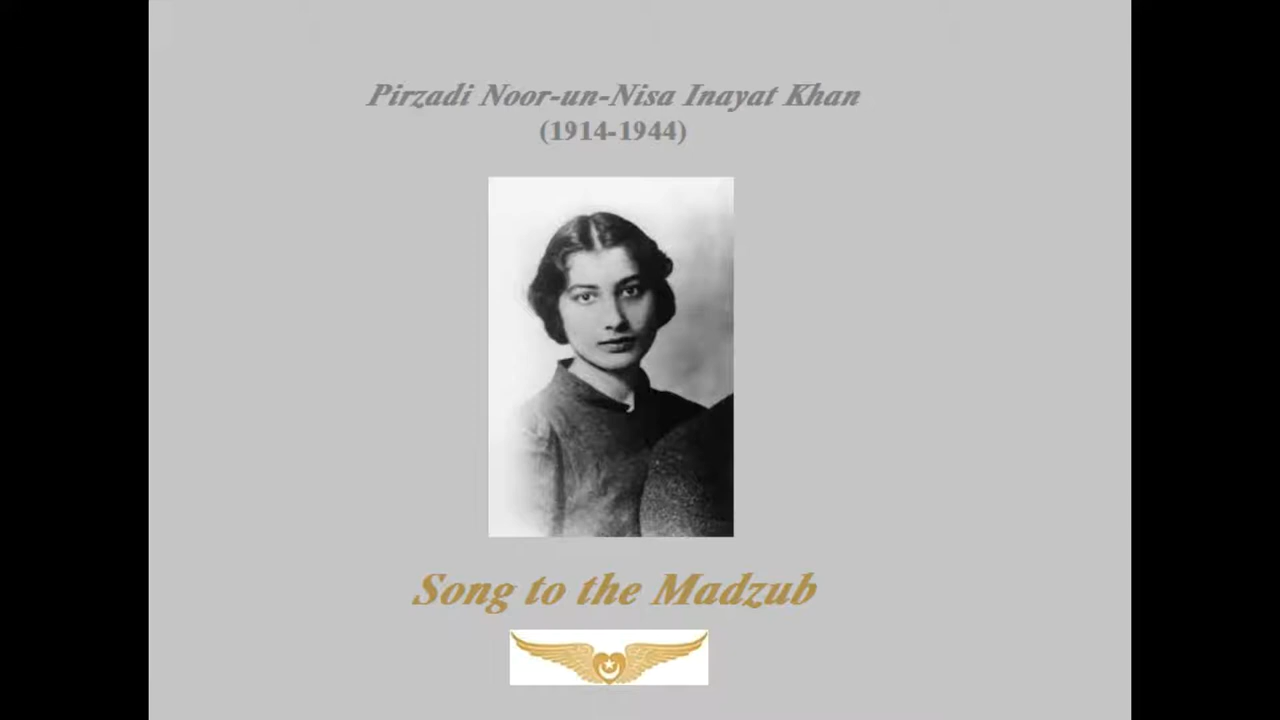 Pirzadi Noor-un-Nisa Inayat Khan
(1914-1944)
Song to the Madzub